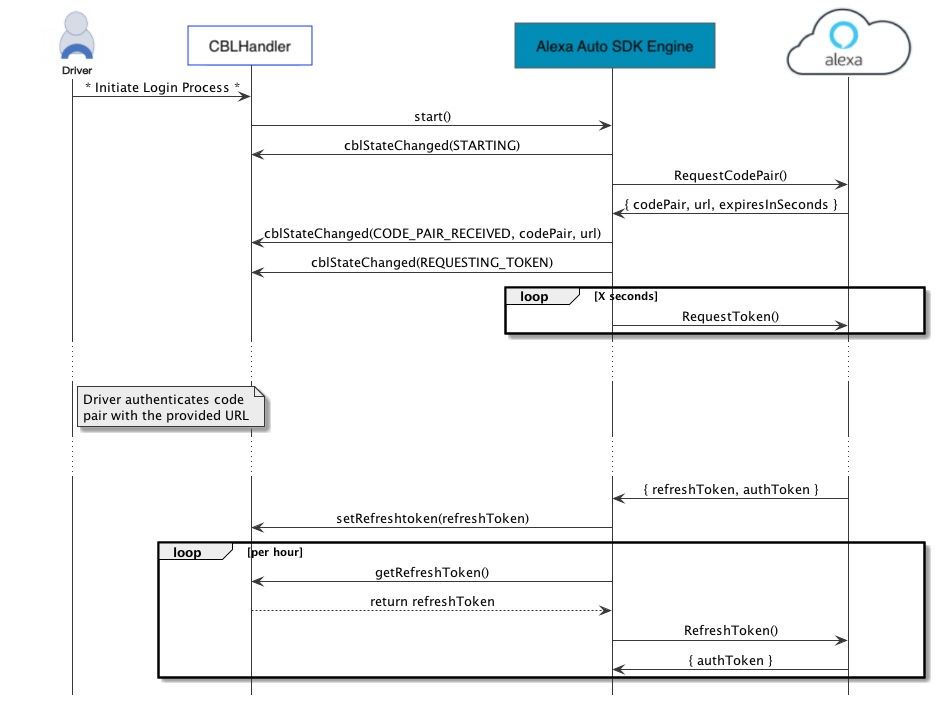 CBLHandler
Alexa Auto SDK Engine
alexa
Driver
* Initiate Login Process *
start()
cblStateChanged(STARTING)
RequestCodePair()
{ codePair, url, expiresInSeconds }
cblStateChanged(CODE_PAIR_RECEIVED, codePair, url)
cblStateChanged(REQUESTING_TOKEN)
loop
[X seconds]
RequestToken()
Driver authenticates code
pair with the provided URL
{ refreshToken, authToken }
setRefreshtoken(refreshToken)
loop
[per hour]
getRefreshToken()
return refreshToken
RefreshToken()
{ authToken }